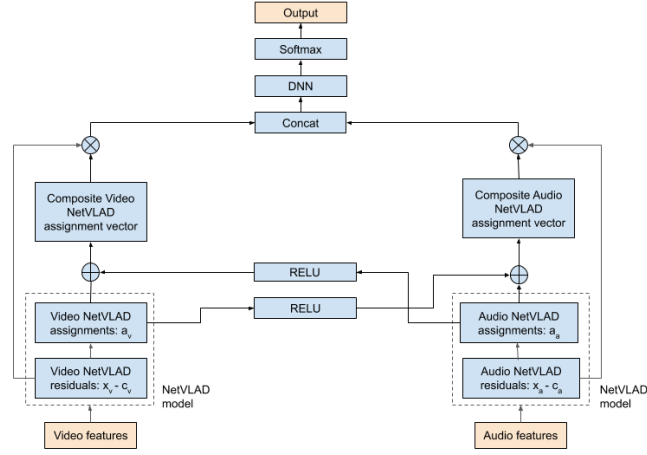 Output
Softmax
DNN
Concat
Composite Video
NetVLAD
assignment vector
Composite Audio
NetVLAD
assignment vector
RELU
RELU
Video NetVLAD
assignments: a_v
Audio NetVLAD
assignments: a_a
Video NetVLAD
residuals: x_v - c_v
Audio NetVLAD
residuals: x_a - c_a
NetVLAD
model
NetVLAD
model
Video features
Audio features